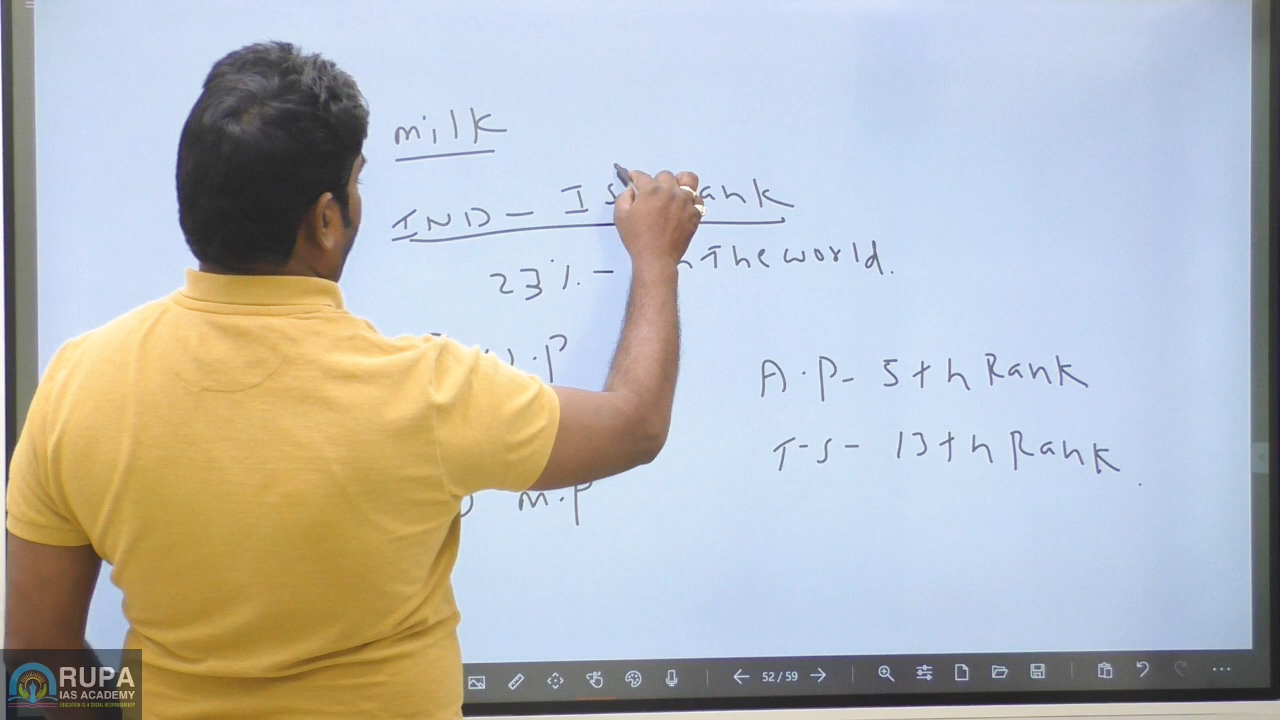 milk
IND - Ist Rank
23% - in The world.
U.P
A.P- 5th Rank
T-S- 13th Rank.
M.P
52/59
RUPA
IAS ACADEMY
EDUCATION IS A SOCIAL RESPONSIBILITY